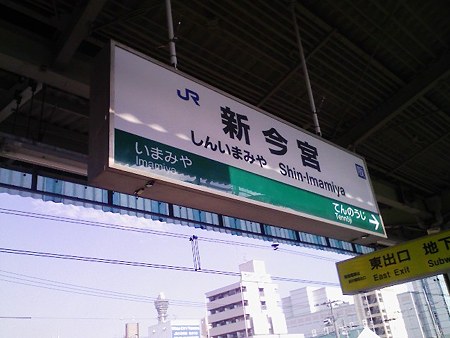 JR
新今宮
しんいまみや Shin-Imamiya
いまみや
Imamiya
てんのうじ
Tennōji
東出口 地下
East Exit Subw